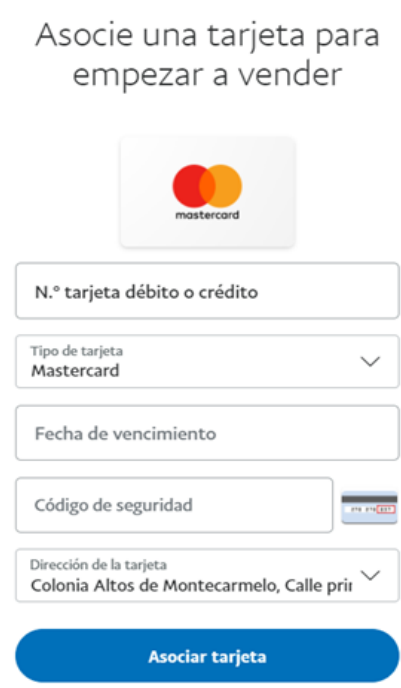 Asocie una tarjeta para
empezar a vender
mastercard
N.º tarjeta débito o crédito
Tipo de tarjeta
Mastercard
Fecha de vencimiento
Código de seguridad
Dirección de la tarjeta
Colonia Altos de Montecarmelo, Calle
Asociar tarjeta